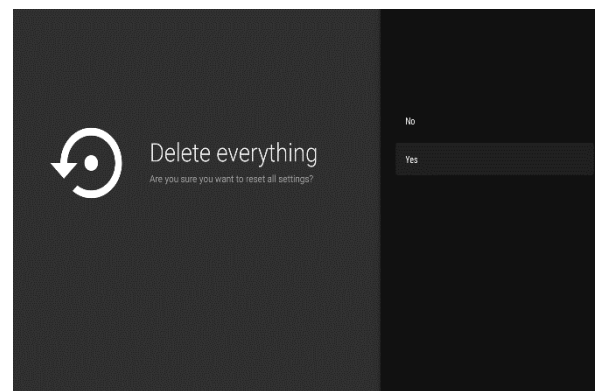 Delete everything
Are you sure you want to reset all settings?
No
Yes